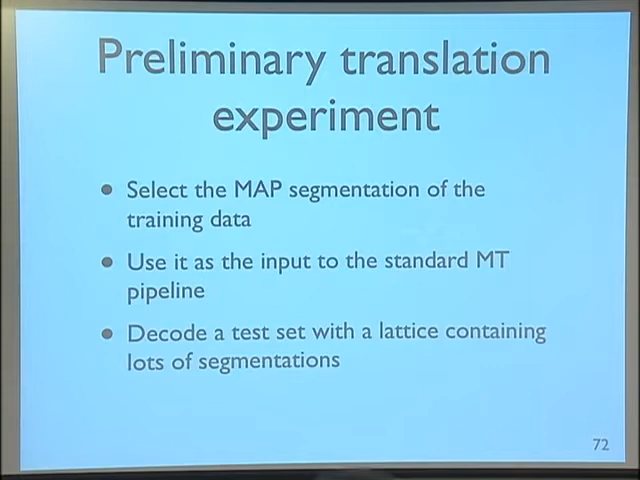 Preliminary translation
experiment
• Select the MAP segmentation of the
training data
• Use it as the input to the standard MT
pipeline
• Decode a test set with a lattice containing
lots of segmentations
72